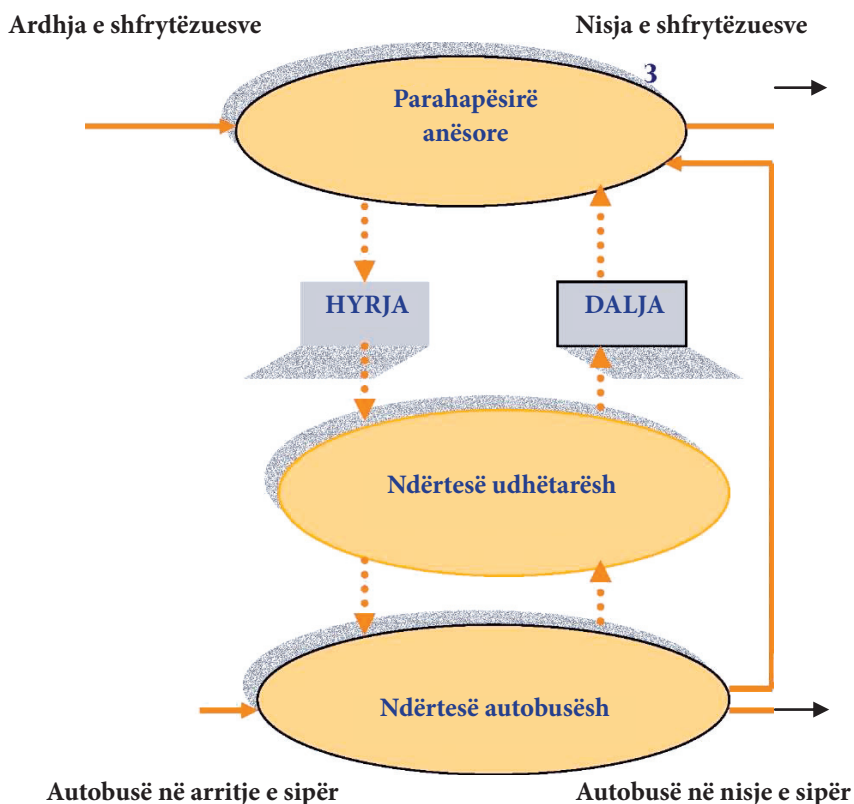 Ardhja e shfrytëzuesve
Nisja e shfrytëzuesve
3
Parahapësirë
anësore
HYRJA
DALJA
Ndërtesë udhëtarësh
Ndërtesë autobusësh
Autobusë në arritje e sipër
Autobusë në nisje e sipër